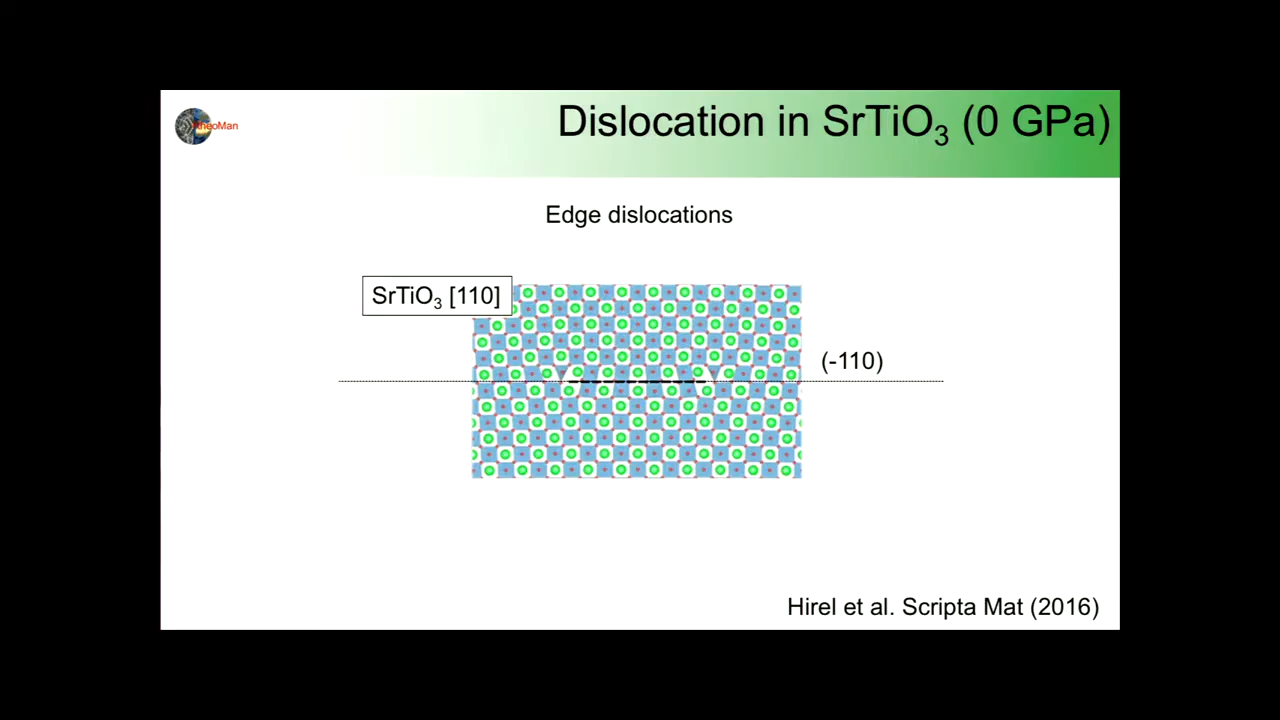 RheoMan
Dislocation in SrTiO₃ (0 GPa)
Edge dislocations
SrTiO₃ [110]
(-110)
Hirel et al. Scripta Mat (2016)